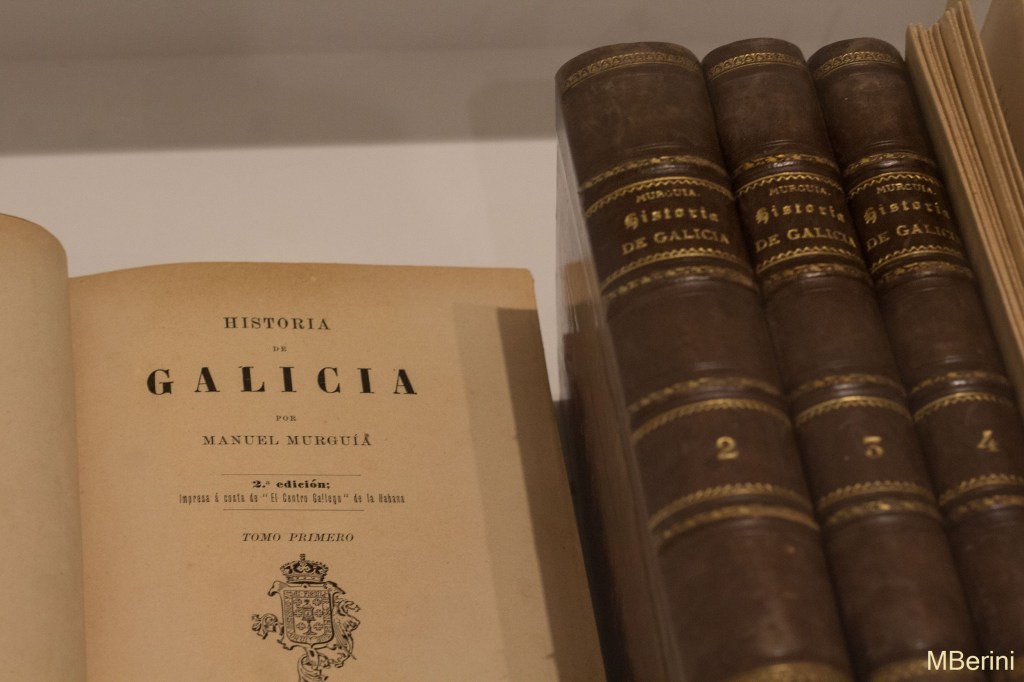 HISTORIA
DE
GALICIA
POR
MANUEL MURGUÍA
2.ª edición;
Impresa á costa de "El Centro Gallego" de la Habana
TOMO PRIMERO
MURGUIA.
Historia
DE GALICIA
2
MURGUIA.
Historia
DE GALICIA
3
MURGUIA.
Historia
DE GALICIA
4
MBerini